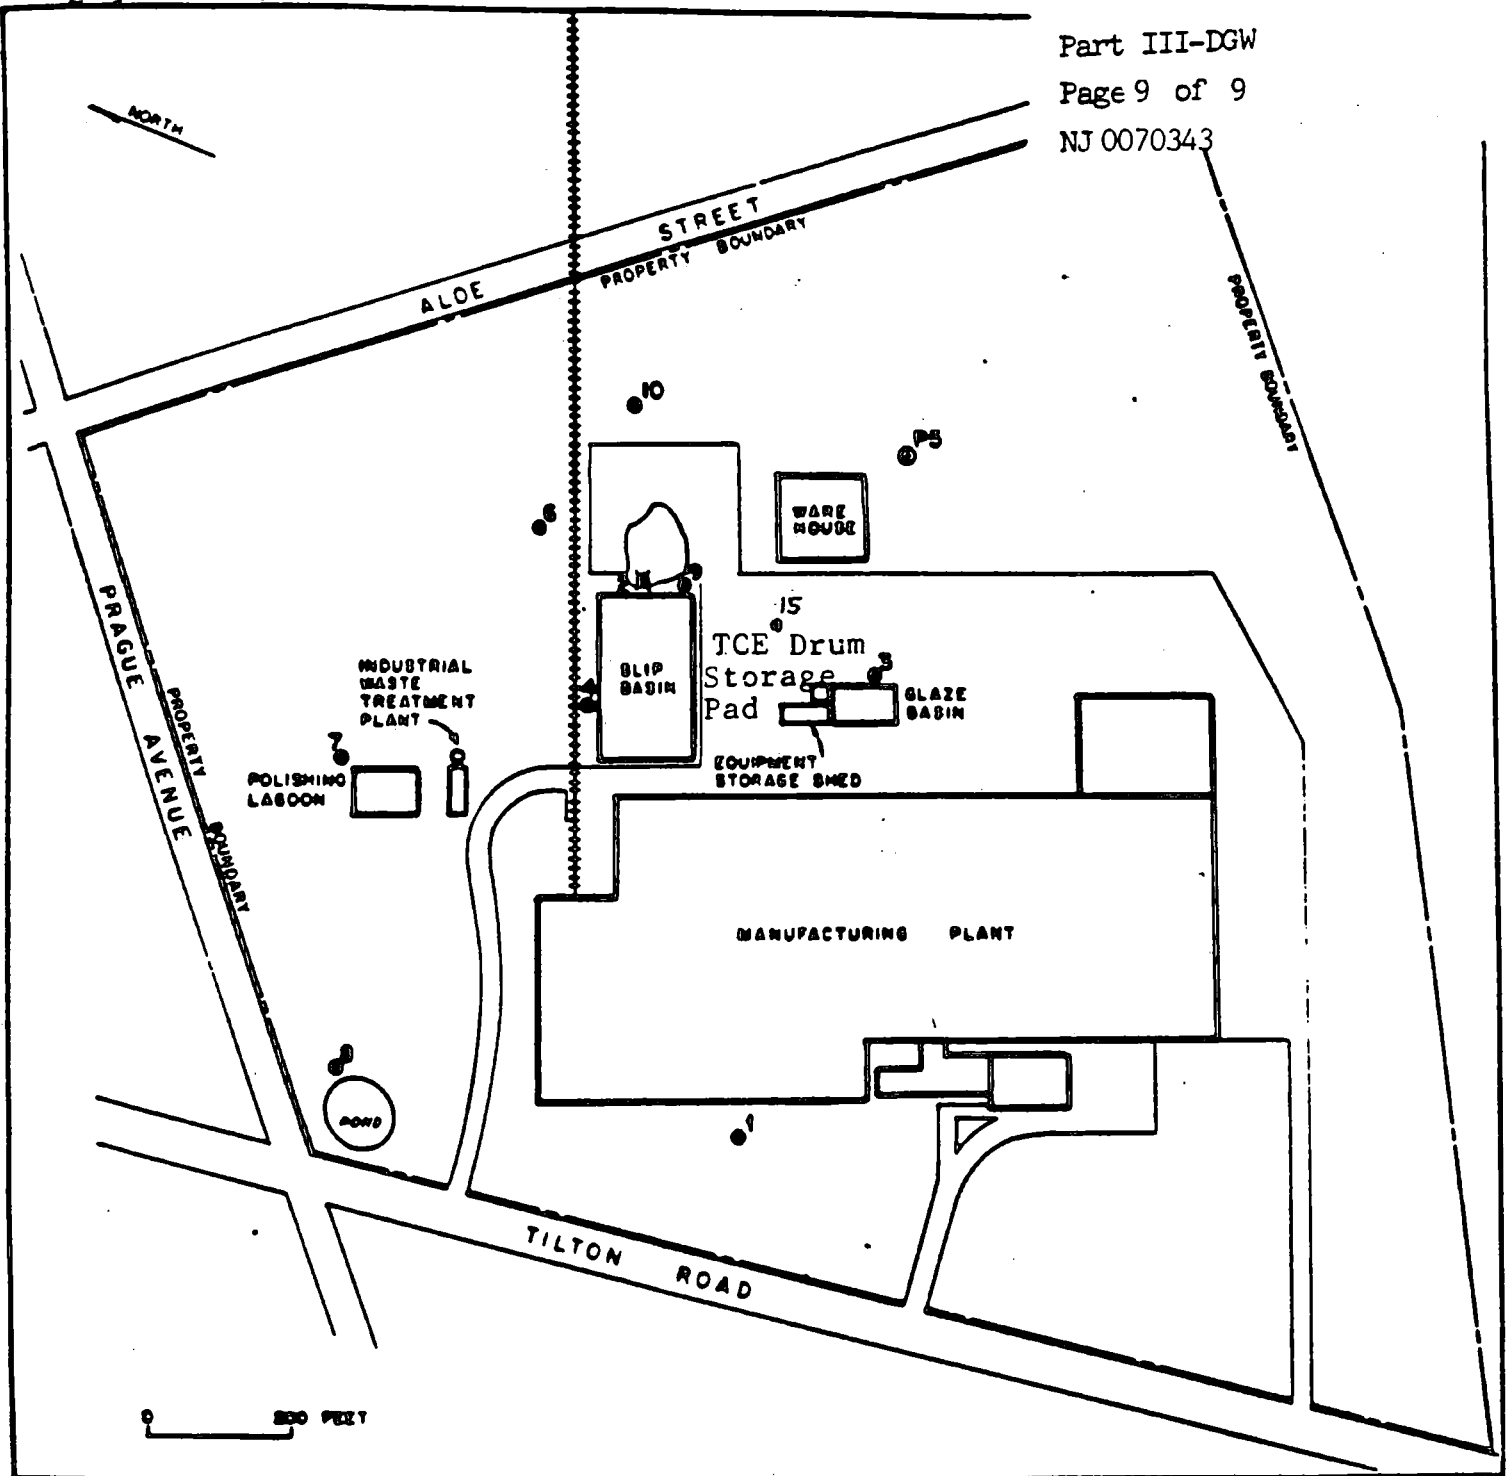 Part III-DGW
Page 9 of 9
NJ 0070343
NORTH
ALOE STREET
PROPERTY BOUNDARY
PROPERTY BOUNDARY
10
P5
WARE
HOUSE
6
9
15
TCE Drum
Storage
Pad
SLIP
BASIN
4
3
GLAZE
BASIN
EQUIPMENT
STORAGE SHED
INDUSTRIAL
WASTE
TREATMENT
PLANT
7
POLISHING
LAGOON
PRAGUE AVENUE
PROPERTY BOUNDARY
MANUFACTURING PLANT
POND
1
TILTON ROAD
0 200 FEET